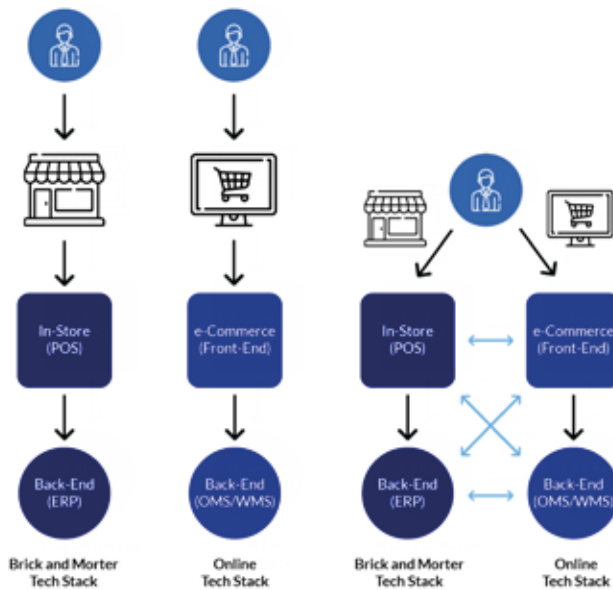 In-Store
(POS)
e-Commerce
(Front-End)
In-Store
(POS)
e-Commerce
(Front-End)
Back-End
(ERP)
Back-End
(OMS/WMS)
Back-End
(ERP)
Back-End
(OMS/WMS)
Brick and Morter
Tech Stack
Online
Tech Stack
Brick and Morter
Tech Stack
Online
Tech Stack